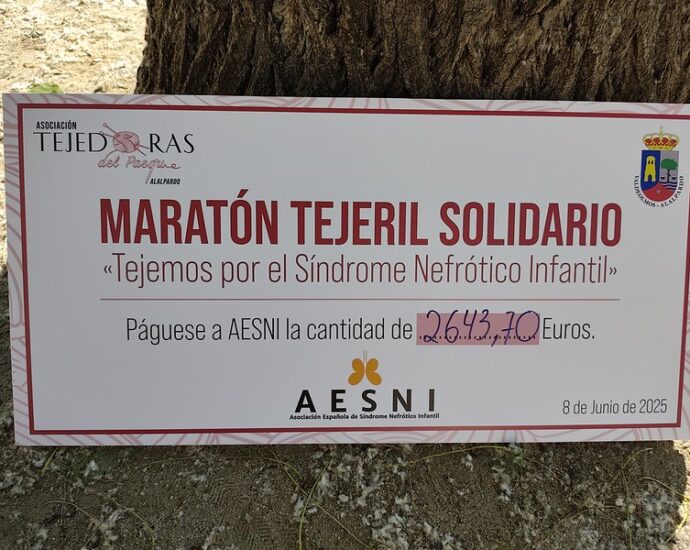 ASOCIACIÓN
TEJEDORAS
del Parque
ALALPARDO
VALDEOLMOS - ALALPARDO
MARATÓN TEJERIL SOLIDARIO
«Tejemos por el Síndrome Nefrótico Infantil»
Páguese a AESNI la cantidad de 2643,70 Euros.
AESNI
Asociación Española de Síndrome Nefrótico Infantil
8 de Junio de 2025